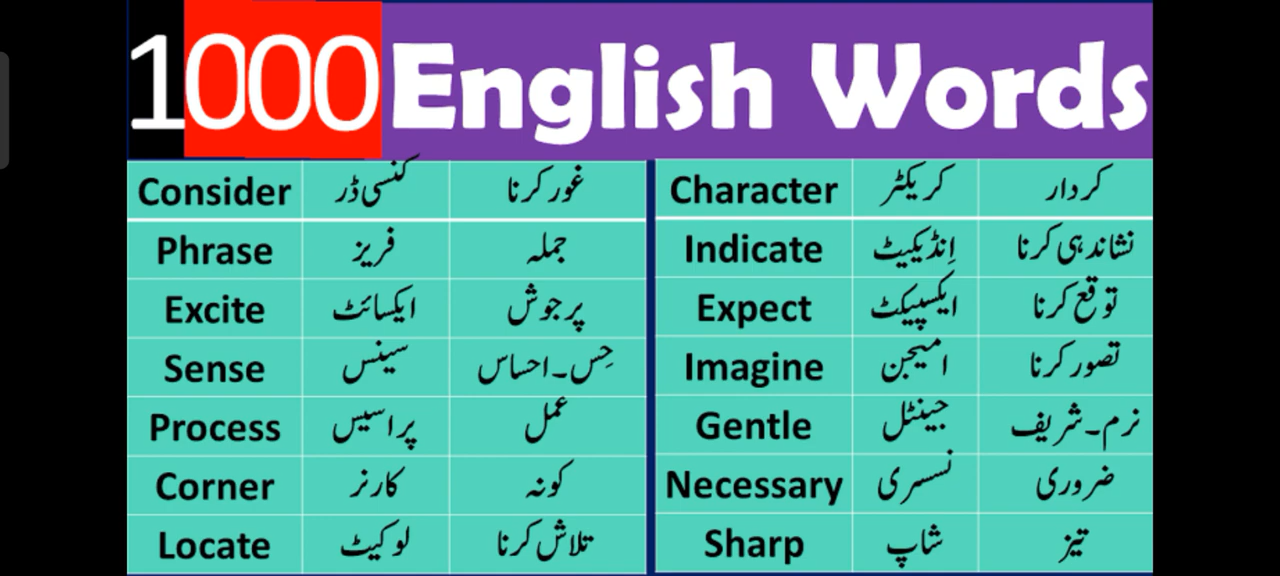 1000 English Words
Consider کنسی ڈر غور کرنا
Phrase فریز جملہ
Excite ایکسائٹ پرجوش
Sense سینس حِس۔احساس
Process پراسیس عمل
Corner کارنر کونہ
Locate لوکیٹ تلاش کرنا
Character کریکٹر کردار
Indicate اِنڈیکیٹ نشاندہی کرنا
Expect ایکسپیکٹ توقع کرنا
Imagine امیجن تصور کرنا
Gentle جینٹل نرم۔شریف
Necessary نسسری ضروری
Sharp شاپ تیز